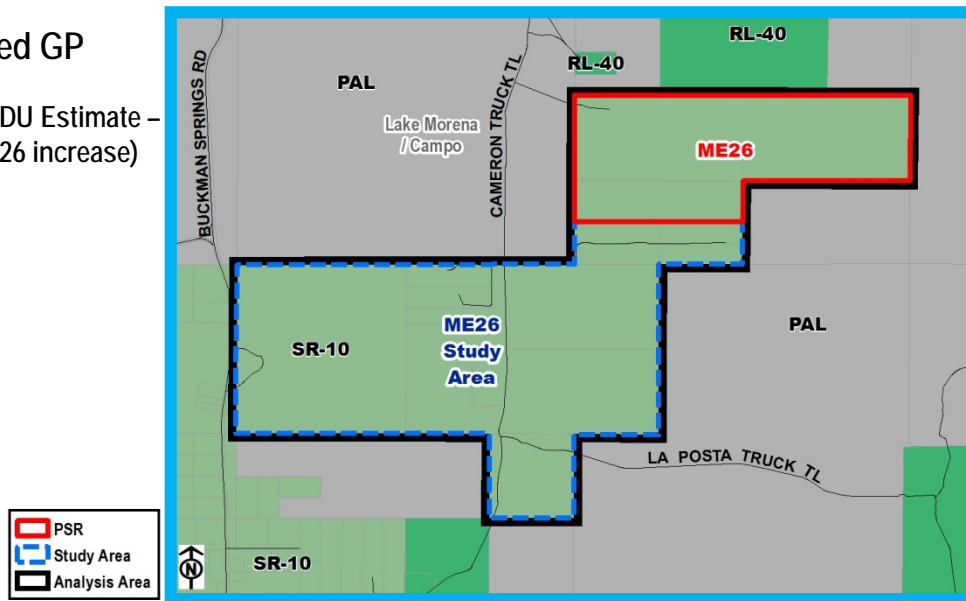 ed GP
DU Estimate –
26 increase)
BUCKMAN SPRINGS RD
PAL
CAMERON TRUCK TL
RL-40
RL-40
Lake Morena
/ Campo
ME26
ME26
Study
Area
SR-10
PAL
LA POSTA TRUCK TL
SR-10
PSR
Study Area
Analysis Area
N